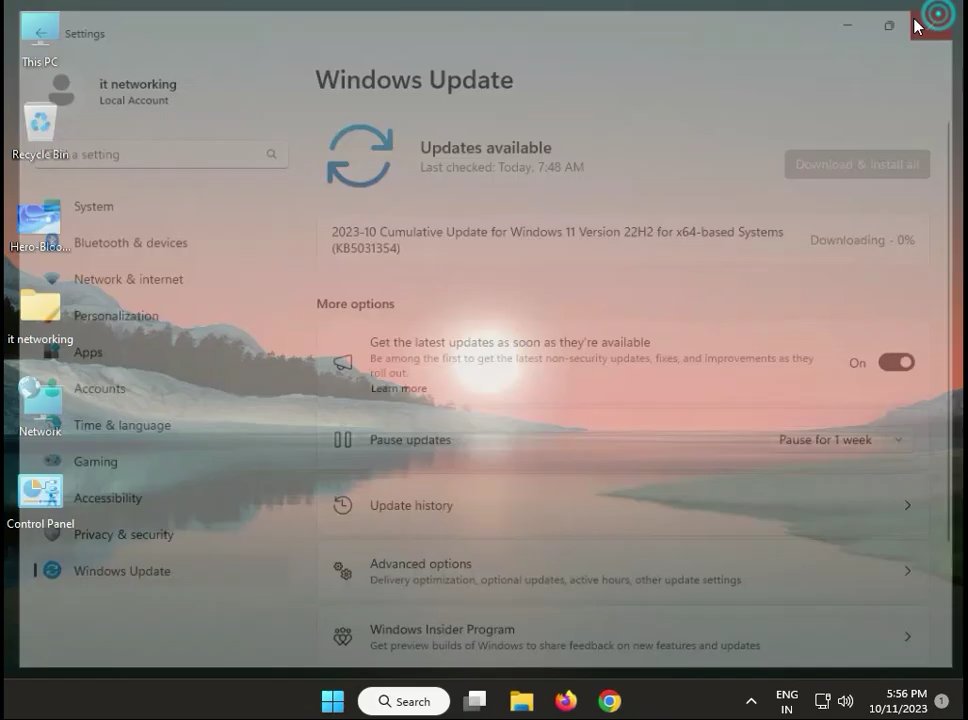 Settings
This PC
it networking
Local Account
Windows Update
Updates available
Last checked: Today, 7:48 AM
Download & install all
Recycle Bin
a setting
System
2023-10 Cumulative Update for Windows 11 Version 22H2 for x64-based Systems
(KB5031354)
Downloading - 0%
Hero-Bloo...
Bluetooth & devices
Network & internet
More options
Personalization
it networking
Get the latest updates as soon as they're available
Be among the first to get the latest non-security updates, fixes, and improvements as they
roll out.
Learn more
On
Apps
Accounts
Network
Time & language
Pause updates
Pause for 1 week
Gaming
Accessibility
Update history
Control Panel
Privacy & security
Windows Update
Advanced options
Delivery optimization, optional updates, active hours, other update settings
Windows Insider Program
Get preview builds of Windows to share feedback on new features and updates
Search
ENG
IN
5:56 PM
10/11/2023
1